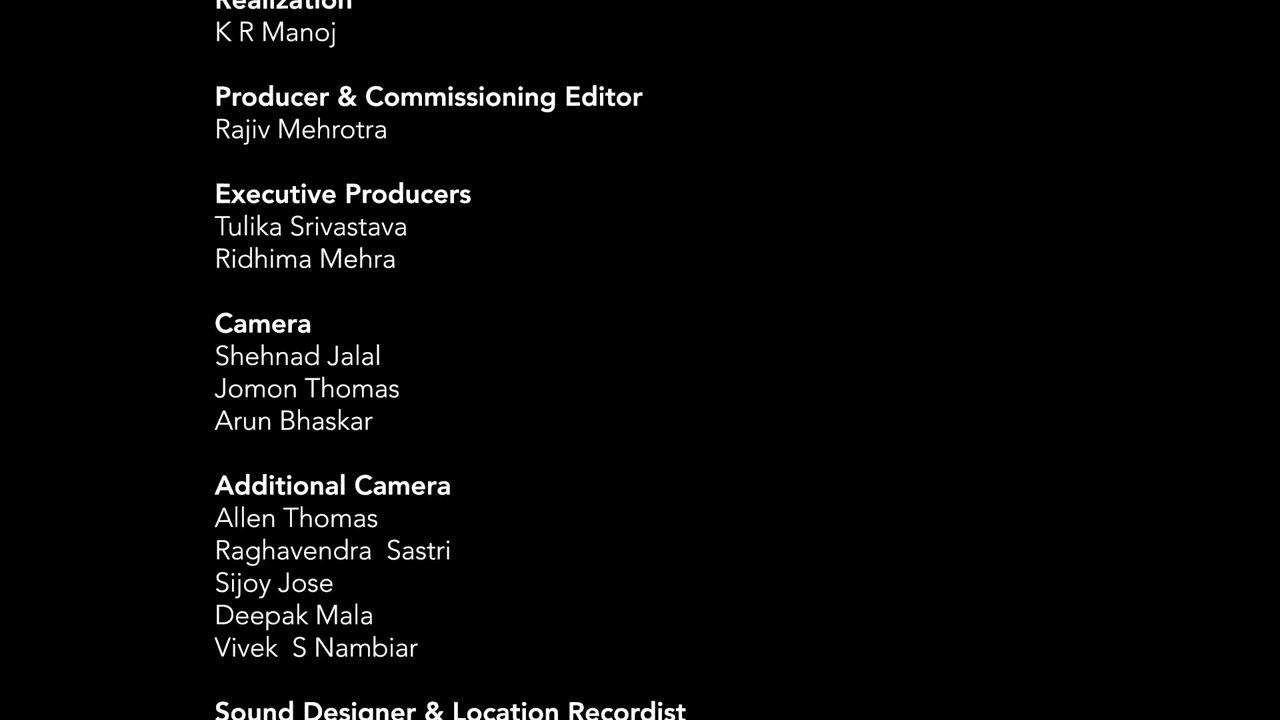 Realization
K R Manoj
Producer & Commissioning Editor
Rajiv Mehrotra
Executive Producers
Tulika Srivastava
Ridhima Mehra
Camera
Shehnad Jalal
Jomon Thomas
Arun Bhaskar
Additional Camera
Allen Thomas
Raghavendra  Sastri
Sijoy Jose
Deepak Mala
Vivek  S Nambiar
Sound Designer & Location Recordist